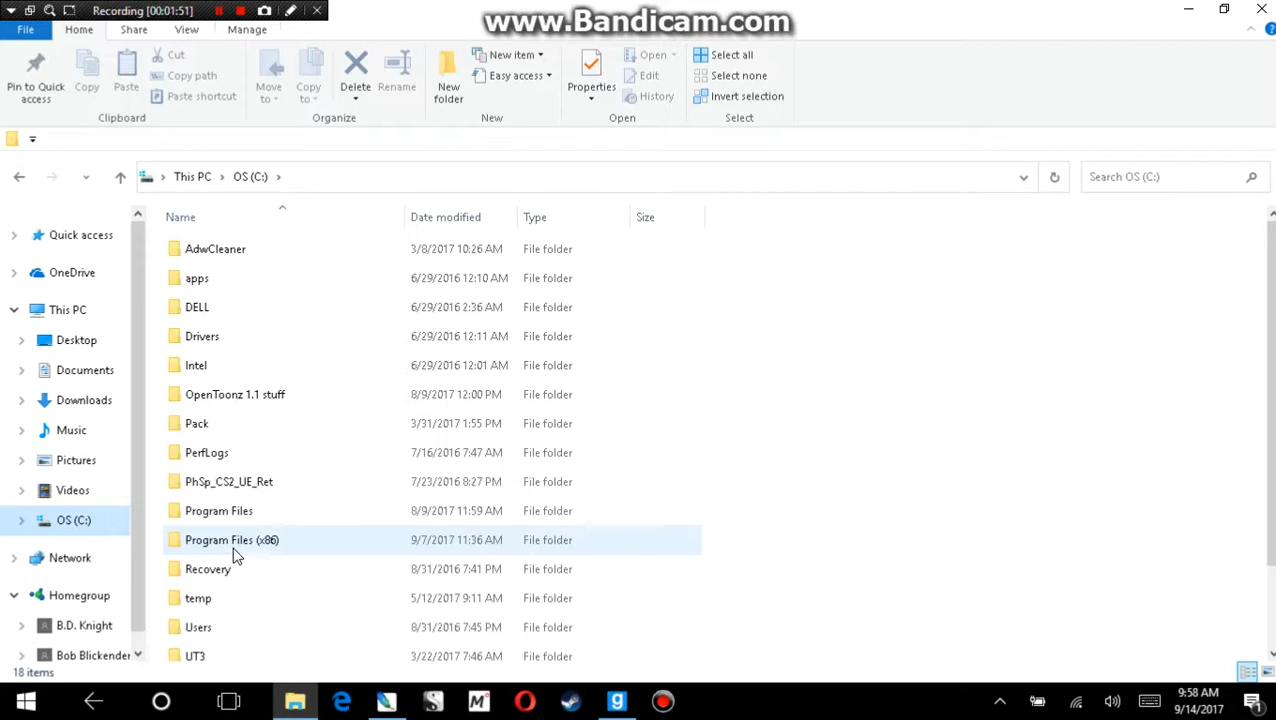 Recording [00:01:51]
www.Bandicam.com
File Home Share View Manage
Pin to Quick access
Copy
Paste
Cut
Copy path
Paste shortcut
Clipboard
Move to
Copy to
Delete
Rename
Organize
New folder
New item
Easy access
New
Properties
Open
Edit
History
Open
Select all
Select none
Invert selection
Select
This PC > OS (C:) >
Search OS (C:)
Name Date modified Type Size
Quick access
OneDrive
This PC
Desktop
Documents
Downloads
Music
Pictures
Videos
OS (C:)
Network
Homegroup
B.D. Knight
Bob Blickender
AdwCleaner 3/8/2017 10:26 AM File folder
apps 6/29/2016 12:10 AM File folder
DELL 6/29/2016 2:36 AM File folder
Drivers 6/29/2016 12:11 AM File folder
Intel 6/29/2016 12:01 AM File folder
OpenToonz 1.1 stuff 8/9/2017 12:00 PM File folder
Pack 3/31/2017 1:55 PM File folder
PerfLogs 7/16/2016 7:47 AM File folder
PhSp_CS2_UE_Ret 7/23/2016 8:27 PM File folder
Program Files 8/9/2017 11:59 AM File folder
Program Files (x86) 9/7/2017 11:36 AM File folder
Recovery 8/31/2016 7:41 PM File folder
temp 5/12/2017 9:11 AM File folder
Users 8/31/2016 7:45 PM File folder
UT3 3/22/2017 7:46 AM File folder
18 items
9:58 AM
9/14/2017